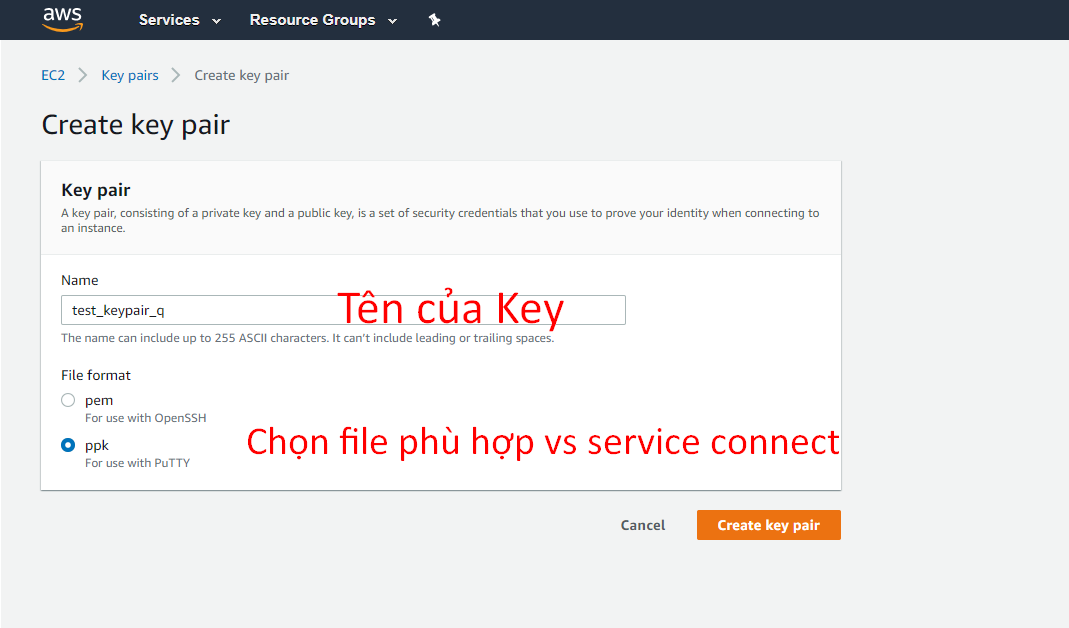 aws Services Resource Groups
EC2 > Key pairs > Create key pair
Create key pair
Key pair
A key pair, consisting of a private key and a public key, is a set of security credentials that you use to prove your identity when connecting to
an instance.
Name
test_keypair_q
Tên của Key
The name can include up to 255 ASCII characters. It can't include leading or trailing spaces.
File format
pem
For use with OpenSSH
ppk
For use with PuTTY
Chọn file phù hợp vs service connect
Cancel Create key pair